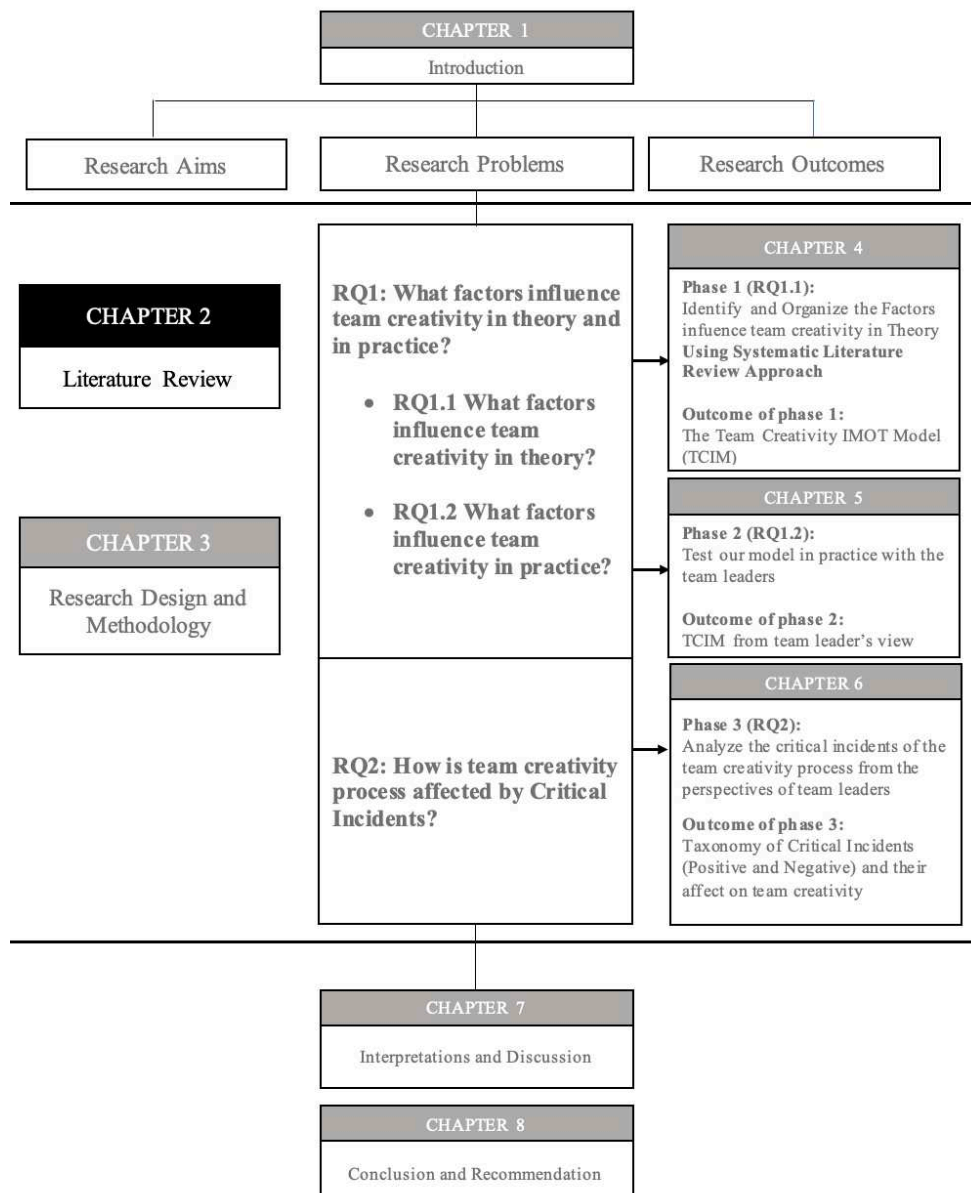 CHAPTER 1
Introduction
Research Aims
Research Problems
Research Outcomes
CHAPTER 2
Literature Review
CHAPTER 3
Research Design and
Methodology
RQ1: What factors influence
team creativity in theory and
in practice?
• RQ1.1 What factors
influence team
creativity in theory?
• RQ1.2 What factors
influence team
creativity in practice?
RQ2: How is team creativity
process affected by Critical
Incidents?
CHAPTER 4
Phase 1 (RQ1.1):
Identify and Organize the Factors
infuence team creativity in Theory
Using Systematic Literature
Review Approach
Outcome of phase 1:
The Team Creativity IMOT Model
(TCIM)
CHAPTER 5
Phase 2 (RQ1.2):
Test our model in practice with the
team leaders
Outcome of phase 2:
TCIM from team leader's view
CHAPTER 6
Phase 3 (RQ2):
Analyze the critical incidents of the
team creativity process from the
perspectives of team leaders
Outcome of phase 3:
Taxonomy of Critical Incidents
(Positive and Negative) and their
affect on team creativity
CHAPTER 7
Interpretations and Discussion
CHAPTER 8
Conclusion and Recommendation